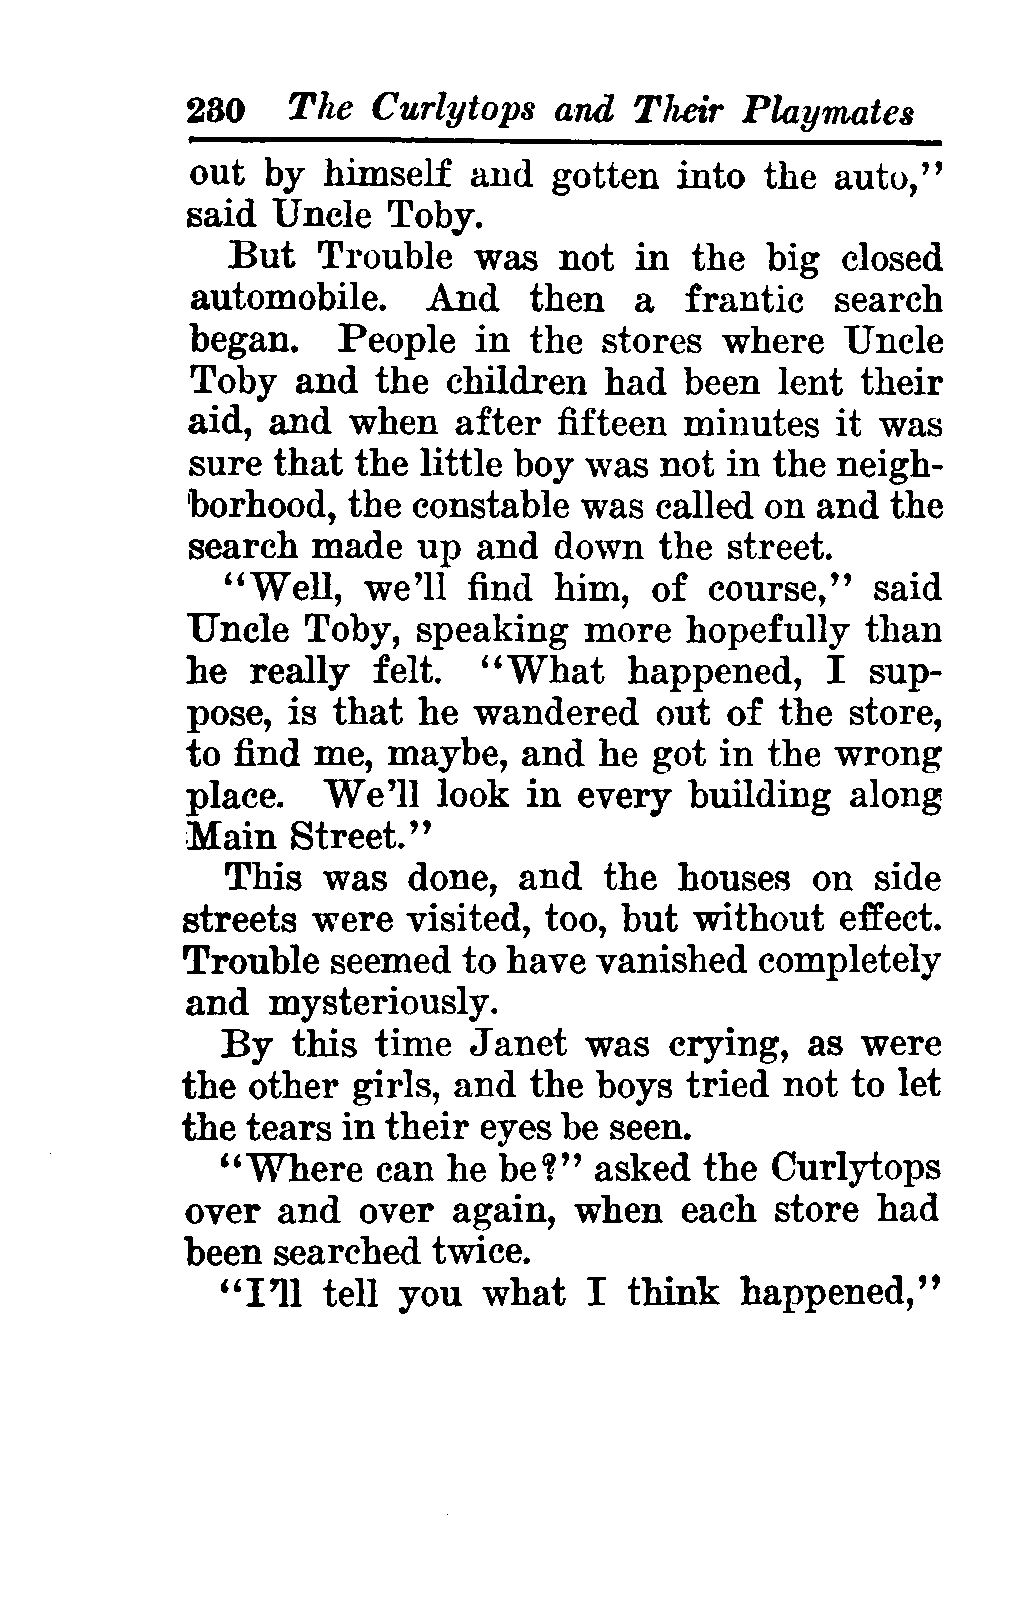 230 The Curlytops and Their Playmates
out by himself and gotten into the auto,"
said Uncle Toby.
But Trouble was not in the big closed
automobile. And then a frantic search
began. People in the stores where Uncle
Toby and the children had been lent their
aid, and when after fifteen minutes it was
sure that the little boy was not in the neigh-
borhood, the constable was called on and the
search made up and down the street.
"Well, we'll find him, of course," said
Uncle Toby, speaking more hopefully than
he really felt. "What happened, I sup-
pose, is that he wandered out of the store,
to find me, maybe, and he got in the wrong
place. We'll look in every building along
Main Street."
This was done, and the houses on side
streets were visited, too, but without effect.
Trouble seemed to have vanished completely
and mysteriously.
By this time Janet was crying, as were
the other girls, and the boys tried not to let
the tears in their eyes be seen.
"Where can he be?" asked the Curlytops
over and over again, when each store had
been searched twice.
"I'll tell you what I think happened,"